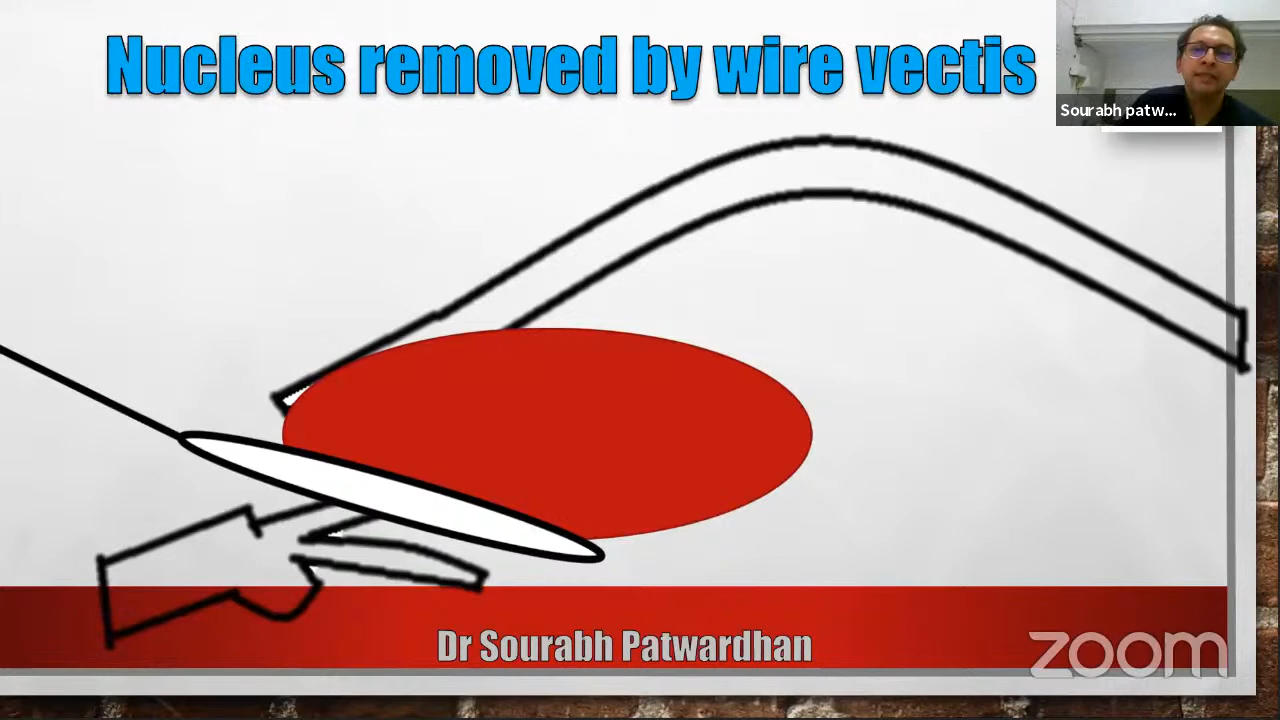 Nucleus removed by wire vectis
Sourabh patw...
Dr Sourabh Patwardhan
zoom